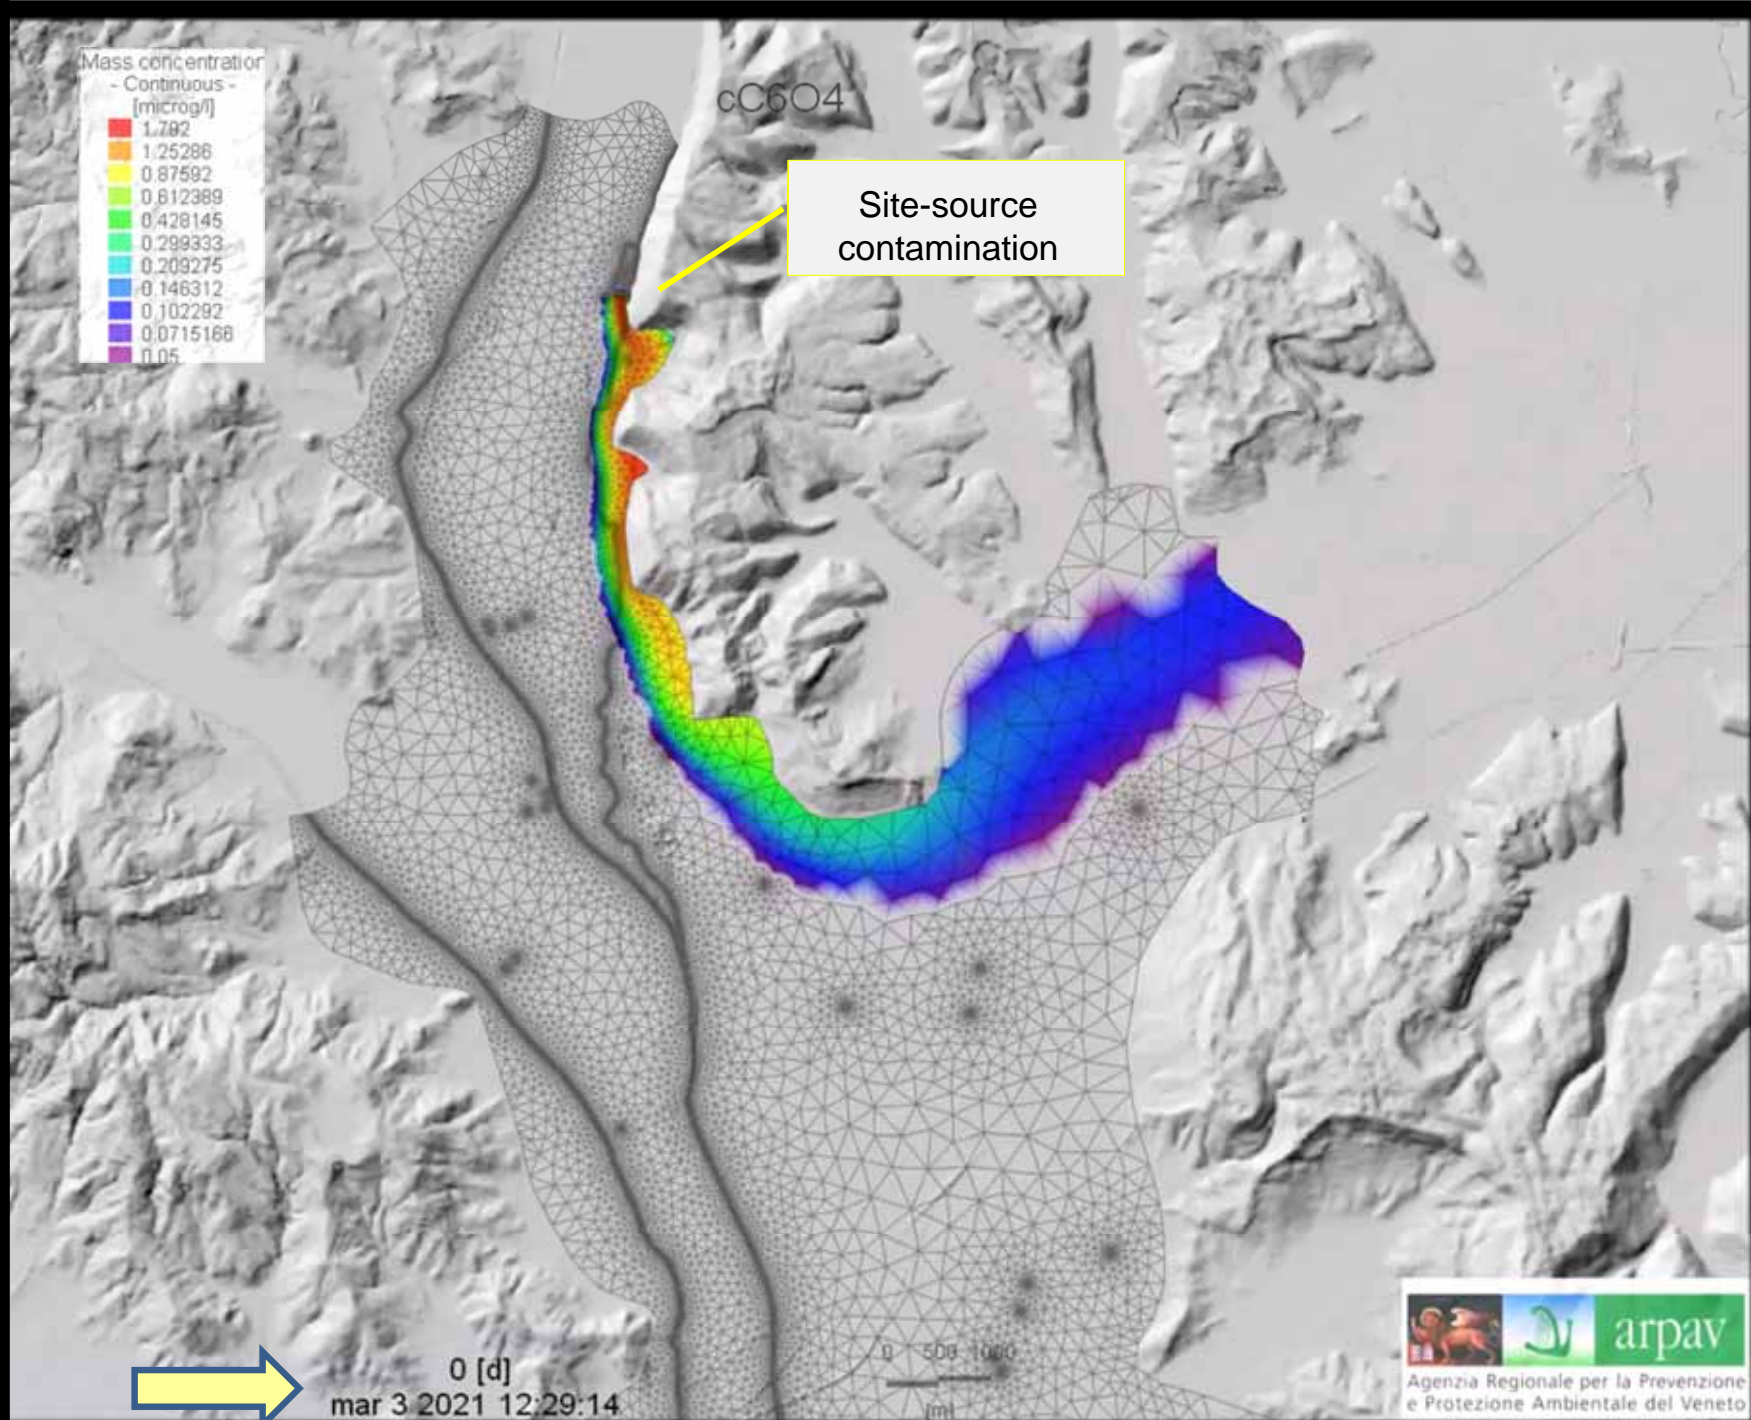 Mass concentration
- Continuous -
[microg/l]
1.792
1.25286
0.87592
0.612389
0.428145
0.299333
0.209275
0.146312
0.102292
0.0715166
0.05
cC6O4
Site-source
contamination
0 [d]
mar 3 2021 12:29:14
0 500 1000
[m]
arpav
Agenzia Regionale per la Prevenzione
e Protezione Ambientale del Veneto